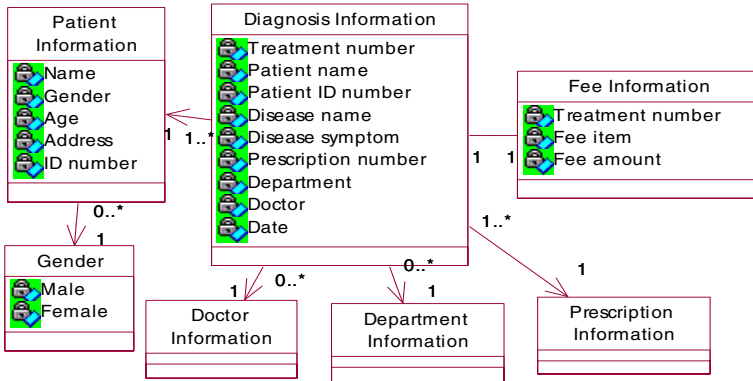 Patient
Information
Name
Gender
Age
Address
ID number
Diagnosis Information
Treatment number
Patient name
Patient ID number
Disease name
Disease symptom
Prescription number
Department
Doctor
Date
Fee Information
Treatment number
Fee item
Fee amount
1
1..*
1
1
0..*
1
Gender
Male
Female
0..*
1
Doctor
Information
0..*
1
Department
Information
1..*
1
Prescription
Information